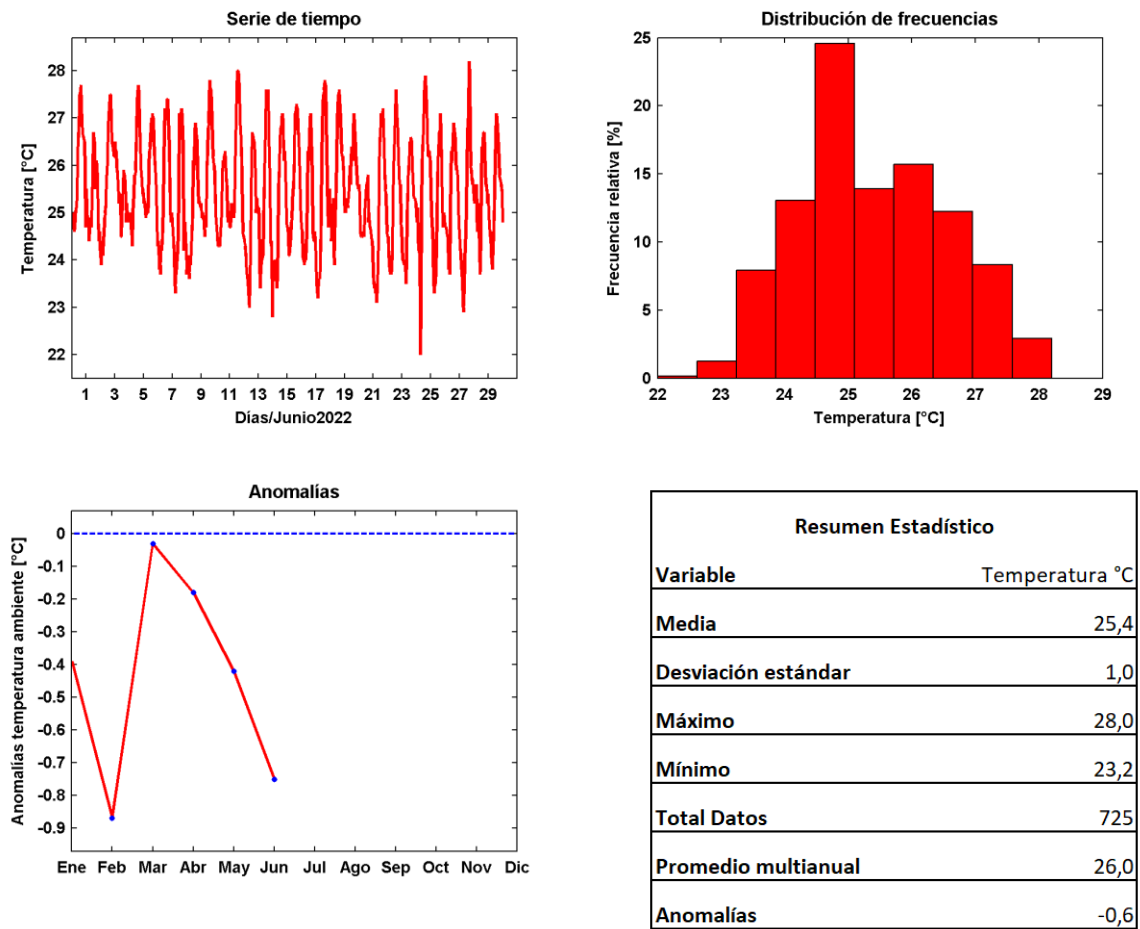 Serie de tiempo
Temperatura [°C]
28
27
26
25
24
23
22
1 3 5 7 9 11 13 15 17 19 21 23 25 27 29
Días/Junio2022
Distribución de frecuencias
Frecuencia relativa [%]
25
20
15
10
5
0
22 23 24 25 26 27 28 29
Temperatura [°C]
Anomalías
Anomalías temperatura ambiente [°C]
0
-0.1
-0.2
-0.3
-0.4
-0.5
-0.6
-0.7
-0.8
-0.9
Ene Feb Mar Abr May Jun Jul Ago Sep Oct Nov Dic
Resumen Estadístico
Variable Temperatura °C
Media 25,4
Desviación estándar 1,0
Máximo 28,0
Mínimo 23,2
Total Datos 725
Promedio multianual 26,0
Anomalías -0,6